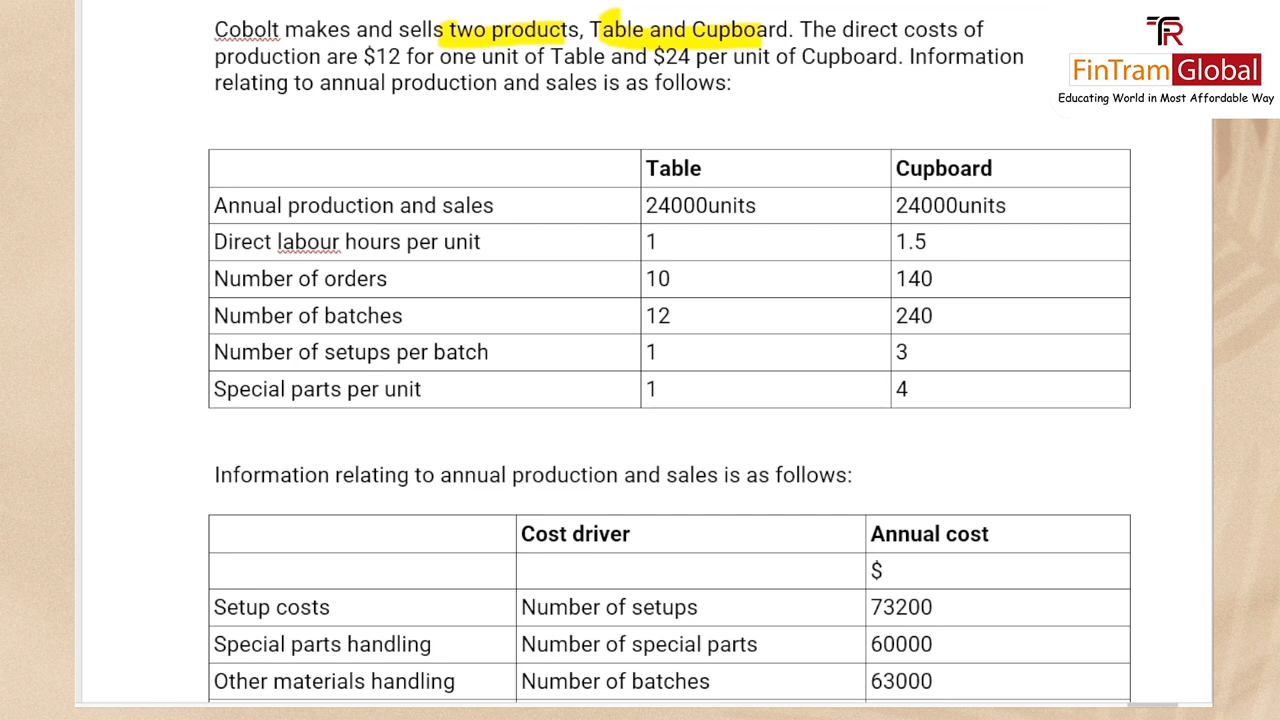 Cobolt makes and sells two products, Table and Cupboard. The direct costs of
production are $12 for one unit of Table and $24 per unit of Cupboard. Information
relating to annual production and sales is as follows:
TR
FinTram Global
Educating World in Most Affordable Way
Table Cupboard
Annual production and sales 24000units 24000units
Direct labour hours per unit 1 1.5
Number of orders 10 140
Number of batches 12 240
Number of setups per batch 1 3
Special parts per unit 1 4
Information relating to annual production and sales is as follows:
Cost driver Annual cost
$
Setup costs Number of setups 73200
Special parts handling Number of special parts 60000
Other materials handling Number of batches 63000